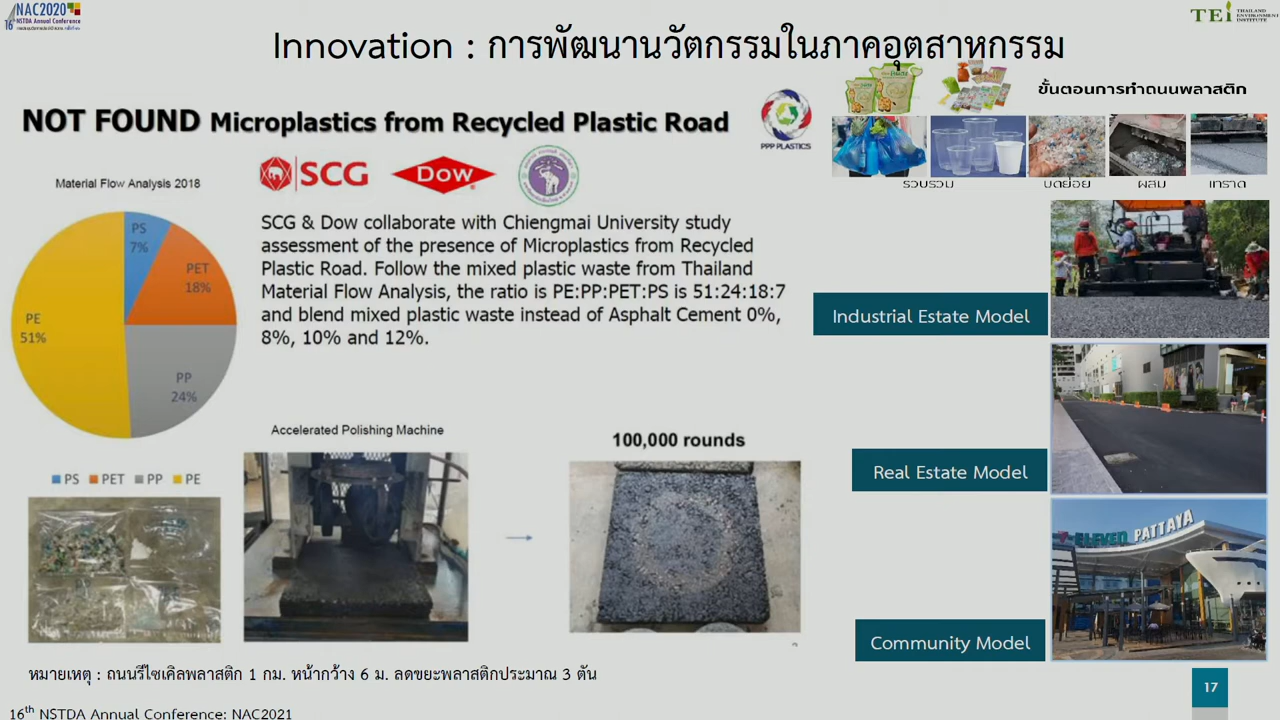 NAC2020
16th NSTDA Annual Conference
TEI THAILAND ENVIRONMENT INSTITUTE
Innovation : การพัฒนานวัตกรรมในภาคอุตสาหกรรม
NOT FOUND Microplastics from Recycled Plastic Road
PPP PLASTICS
ขั้นตอนการทำถนนพลาสติก
รวบรวม บดย่อย ผสม เทราด
SCG
DOW
Material Flow Analysis 2018
PS
7%
PET
18%
PE
51%
PP
24%
PS PET PP PE
SCG & Dow collaborate with Chiengmai University study
assessment of the presence of Microplastics from Recycled
Plastic Road. Follow the mixed plastic waste from Thailand
Material Flow Analysis, the ratio is PE:PP:PET:PS is 51:24:18:7
and blend mixed plastic waste instead of Asphalt Cement 0%,
8%, 10% and 12%.
Industrial Estate Model
Accelerated Polishing Machine
100,000 rounds
Real Estate Model
PATTAYA
Community Model
หมายเหตุ : ถนนรีไซเคิลพลาสติก 1 กม. หน้ากว้าง 6 ม. ลดขยะพลาสติกประมาณ 3 ตัน
17
16th NSTDA Annual Conference: NAC2021